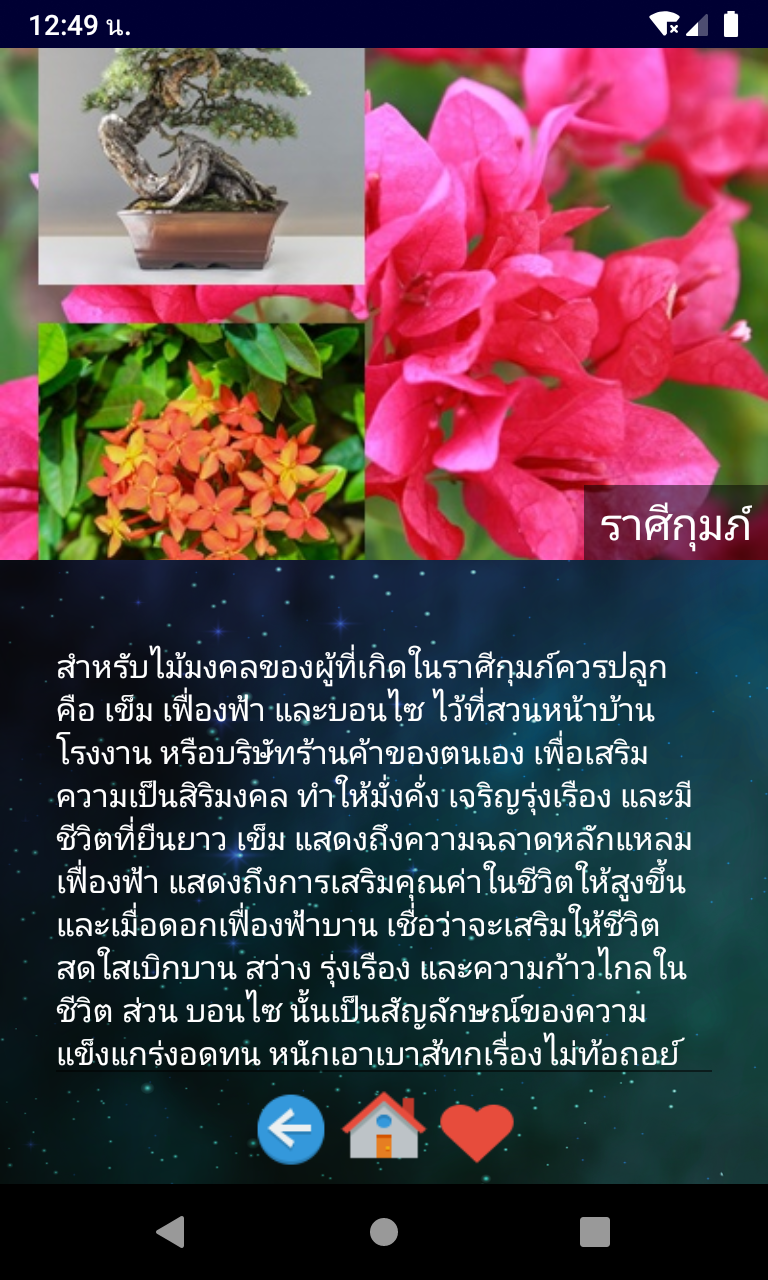 12:49 น.
ราศีกุมภ์
สำหรับไม้มงคลของผู้ที่เกิดในราศีกุมภ์ควรปลูก
คือ เข็ม เฟื่องฟ้า และบอนไซ ไว้ที่สวนหน้าบ้าน
โรงงาน หรือบริษัทร้านค้าของตนเอง เพื่อเสริม
ความเป็นสิริมงคล ทำให้มั่งคั่ง เจริญรุ่งเรือง และมี
ชีวิตที่ยืนยาว เข็ม แสดงถึงความฉลาดหลักแหลม
เฟื่องฟ้า แสดงถึงการเสริมคุณค่าในชีวิตให้สูงขึ้น
และเมื่อดอกเฟื่องฟ้าบาน เชื่อว่าจะเสริมให้ชีวิต
สดใสเบิกบาน สว่าง รุ่งเรือง และความก้าวไกลใน
ชีวิต ส่วน บอนไซ นั้นเป็นสัญลักษณ์ของความ
แข็งแกร่งอดทน หนักเอาเบาสัทกเรื่องไม่ท้อถอย์